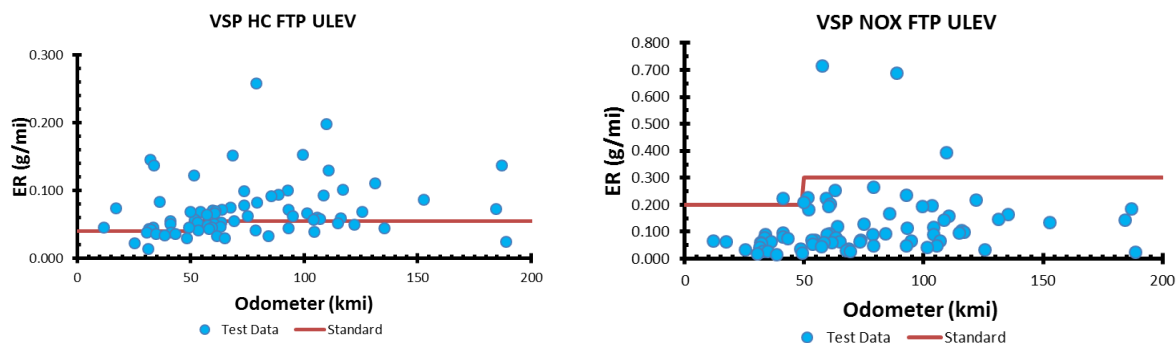 VSP HC FTP ULEV
0.300
0.200
0.100
0.000
ER (g/mi)
0
50
100
150
200
Odometer (kmi)
Test Data
Standard
VSP NOX FTP ULEV
0.800
0.700
0.600
0.500
0.400
0.300
0.200
0.100
0.000
ER (g/mi)
0
50
100
150
200
Odometer (kmi)
Test Data
Standard